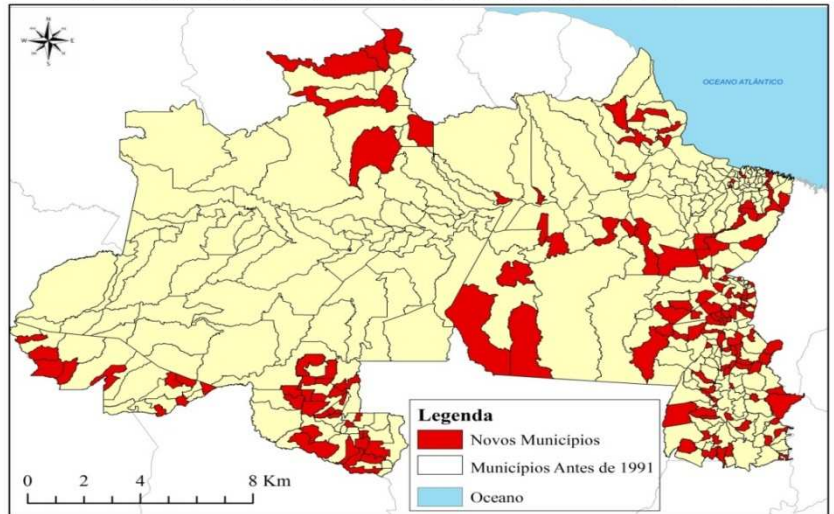 N
W E
S
OCEANO ATLÂNTICO
Legenda
Novos Municípios
Municípios Antes de 1991
Oceano
0 2 4 8 Km